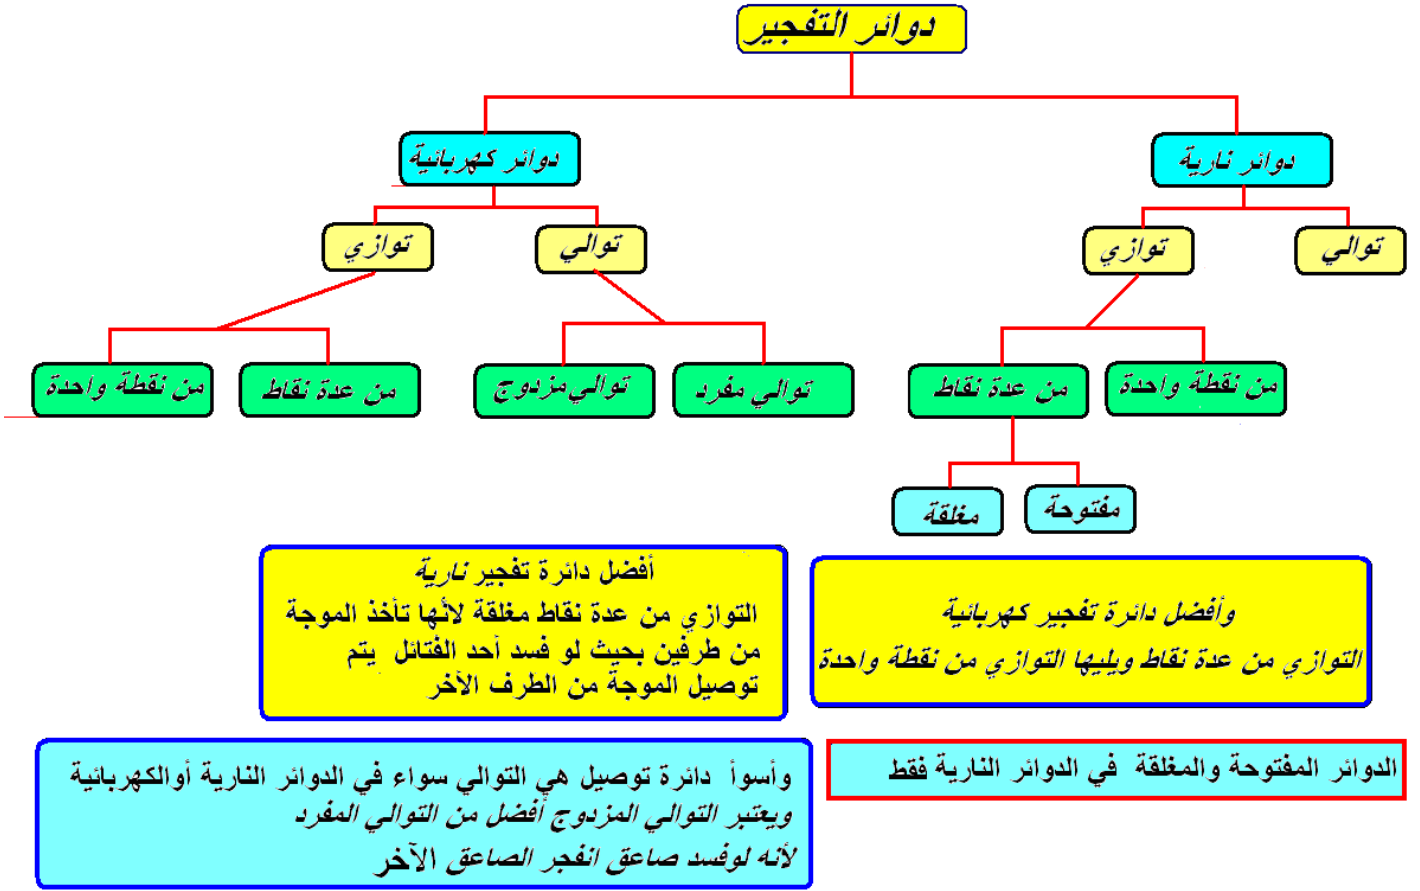 دوائر التفجير
دوائر نارية
دوائر كهربائية
توالي
توازي
توالي
توازي
من نقطة واحدة
من عدة نقاط
توالي مفرد
توالي مزدوج
من عدة نقاط
من نقطة واحدة
مفتوحة
مغلقة
وأفضل دائرة تفجير كهربائية
التوازي من عدة نقاط ويليها التوازي من نقطة واحدة
أفضل دائرة تفجير نارية
التوازي من عدة نقاط مغلقة لأنها تأخذ الموجة
من طرفين بحيث لو فسد أحد الفتائل يتم
توصيل الموجة من الطرف الأخر
الدوائر المفتوحة والمغلقة في الدوائر النارية فقط
وأسوأ دائرة توصيل هي التوالي سواء في الدوائر النارية أوالكهربائية
ويعتبر التوالي المزدوج أفضل من التوالي المفرد
لأنه لوفسد صاعق انفجر الصاعق الآخر